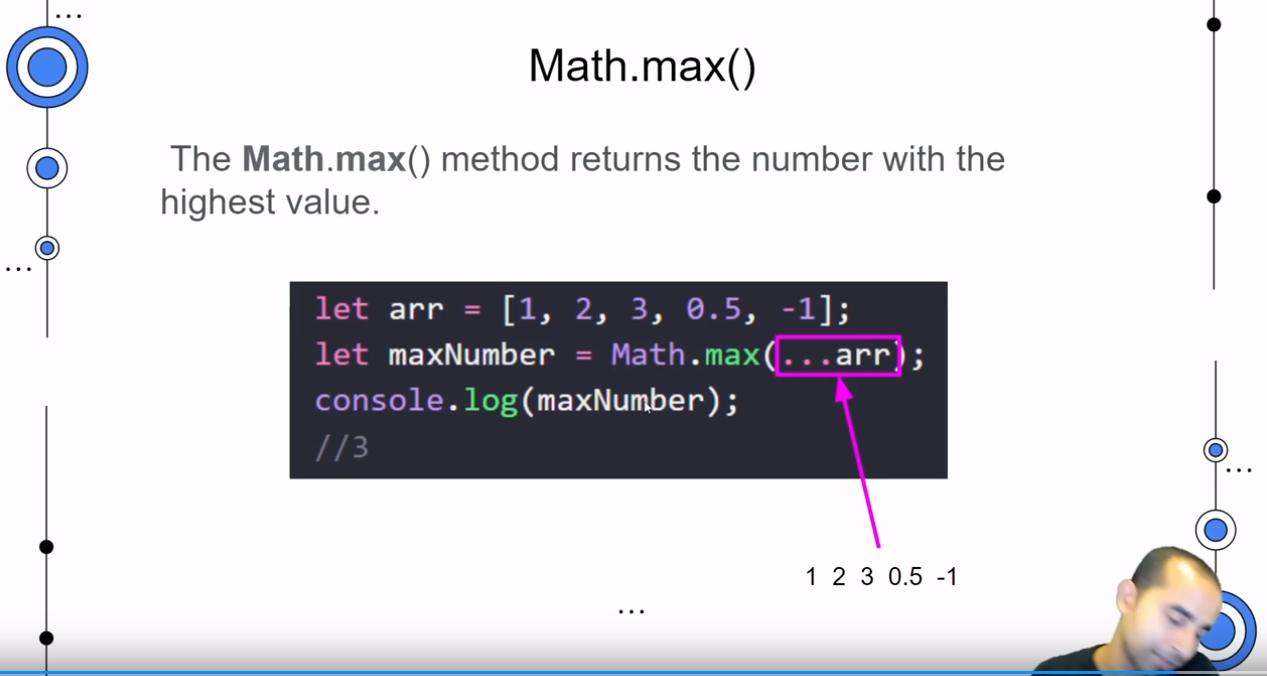 Math.max()
The Math.max() method returns the number with the
highest value.
let arr = [1, 2, 3, 0.5, -1];
let maxNumber = Math.max(...arr);
console.log(maxNumber);
//3
1 2 3 0.5 -1